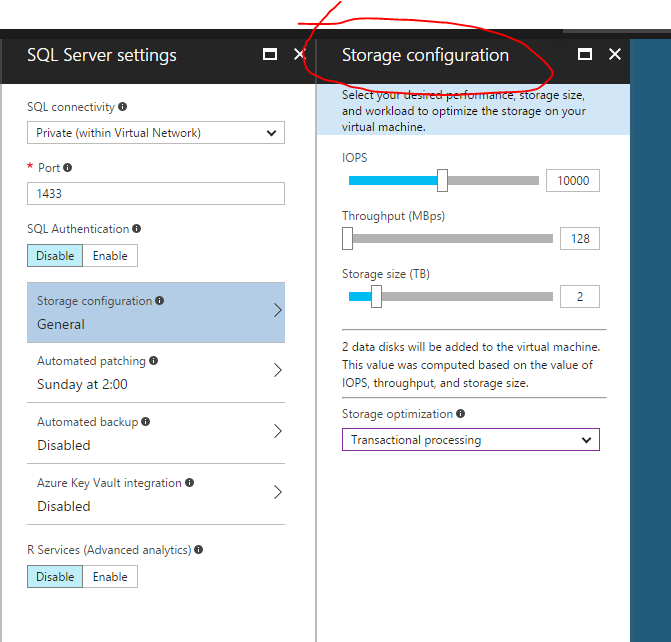 SQL Server settings
SQL connectivity
Private (within Virtual Network)
* Port
1433
SQL Authentication
Disable
Enable
Storage configuration
General
Automated patching
Sunday at 2:00
Automated backup
Disabled
Azure Key Vault integration
Disabled
R Services (Advanced analytics)
Disable
Enable
Storage configuration
Select your desired performance, storage size,
and workload to optimize the storage on your
virtual machine.
IOPS
10000
Throughput (MBps)
128
Storage size (TB)
2
2 data disks will be added to the virtual machine.
This value was computed based on the value of
IOPS, throughput, and storage size.
Storage optimization
Transactional processing